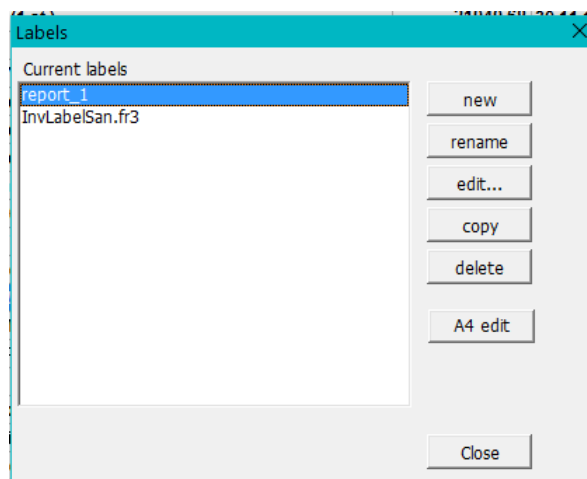 Labels
Current labels
report_1
InvLabelSan.fr3
new
rename
edit...
copy
delete
A4 edit
Close